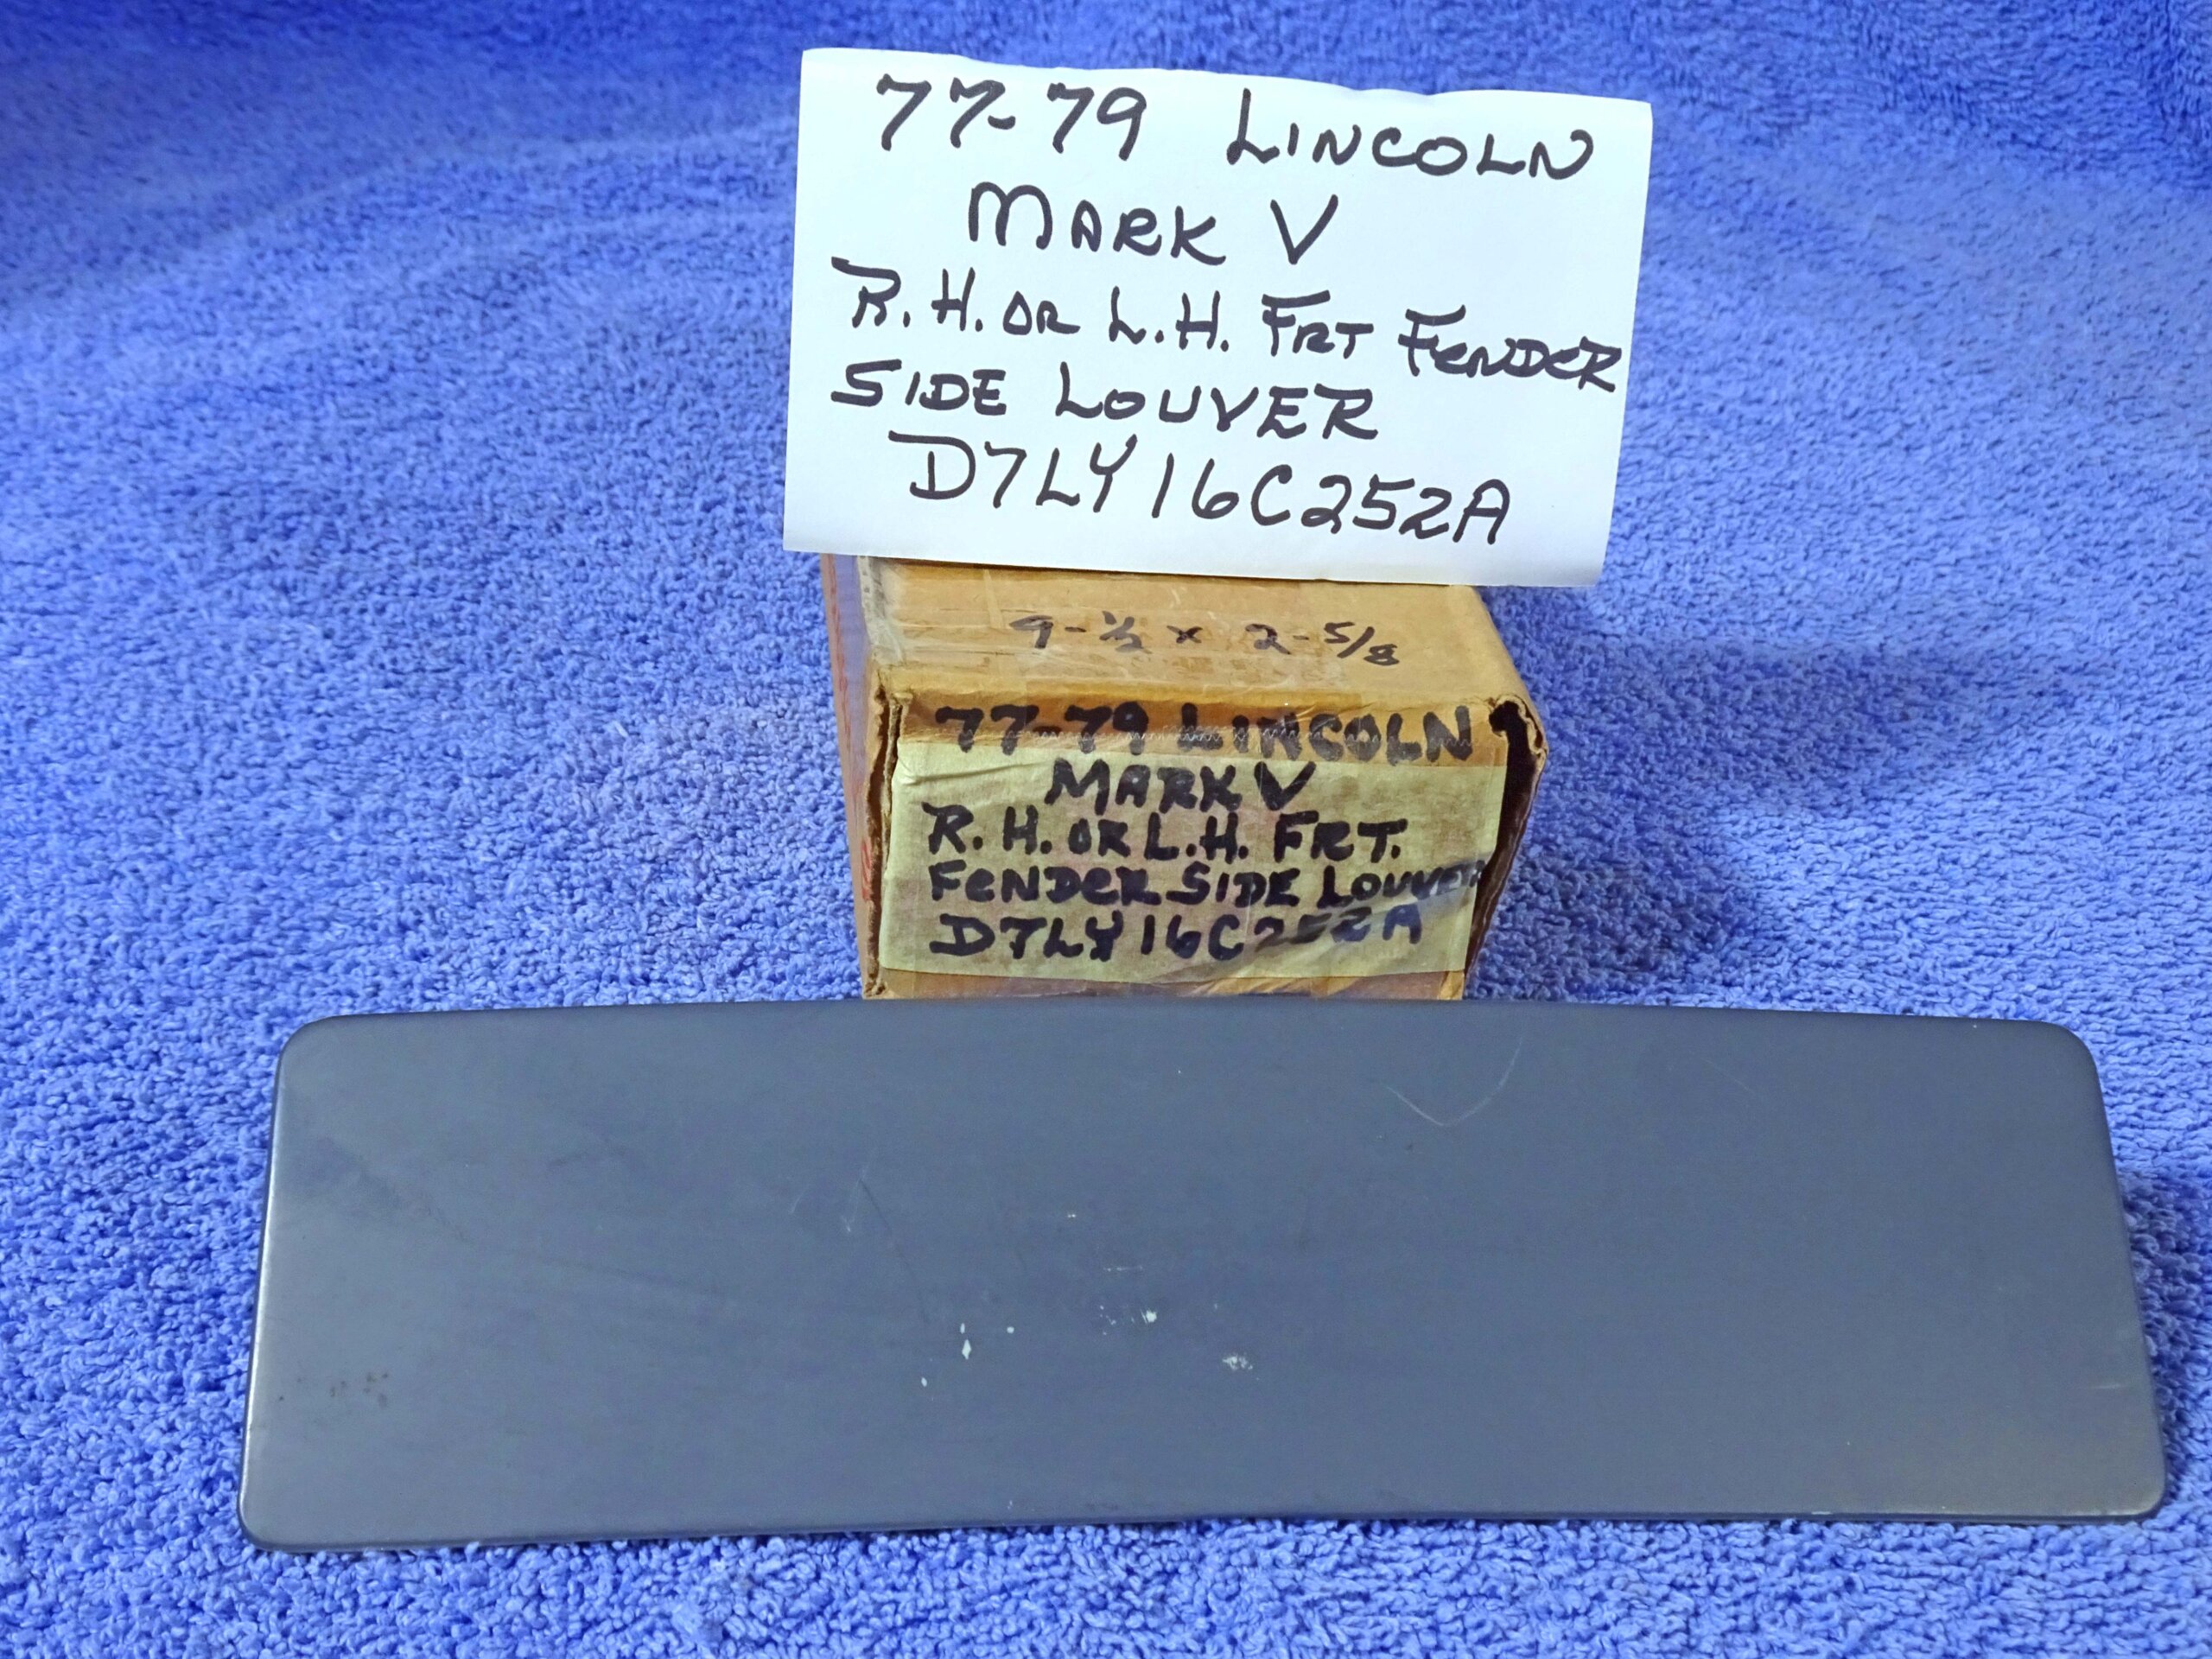 77-79 LINCOLN
MARK V
R.H. OR L.H. FRT FENDER
SIDE LOUVER
D7LY16C252A
9-1/2 x 2-5/8
77-79 LINCOLN
MARK V
R.H. OR L.H. FRT.
FENDER SIDE LOUVER
D7LY16C252A